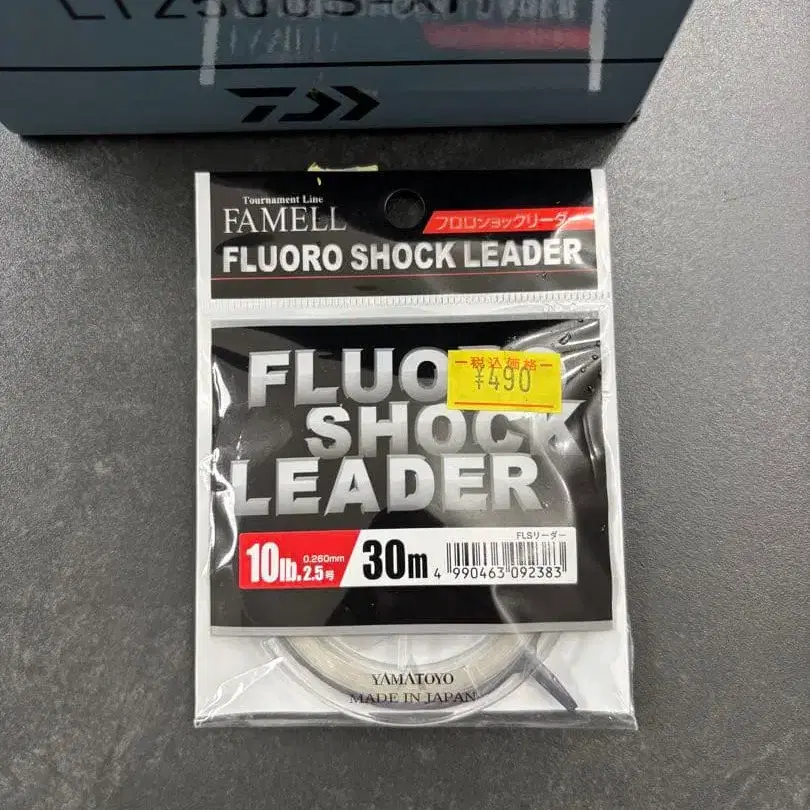 Tournament Line
FAMELL
フロロショックリーダー
FLUORO SHOCK LEADER
税込価格
¥490
SHOCK
LEADER
FLSリーダー
10lb. 0.260mm 2.5号
30m
4 990463 092383
YAMATOYO
MADE IN JAPAN